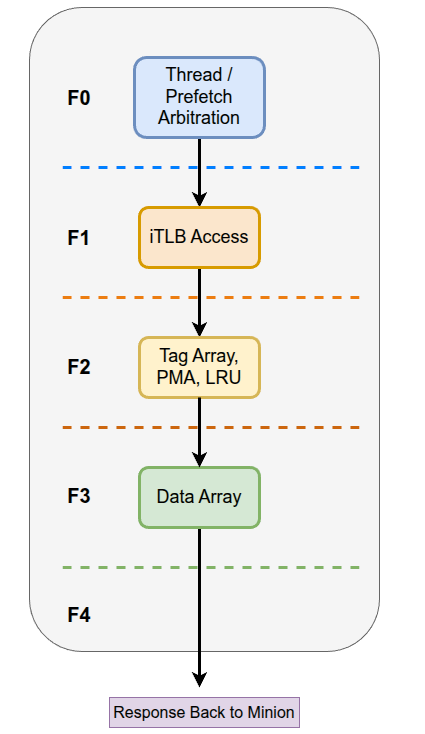 F0
Thread /
Prefetch
Arbitration
F1
iTLB Access
F2
Tag Array,
PMA, LRU
F3
Data Array
F4
Response Back to Minion